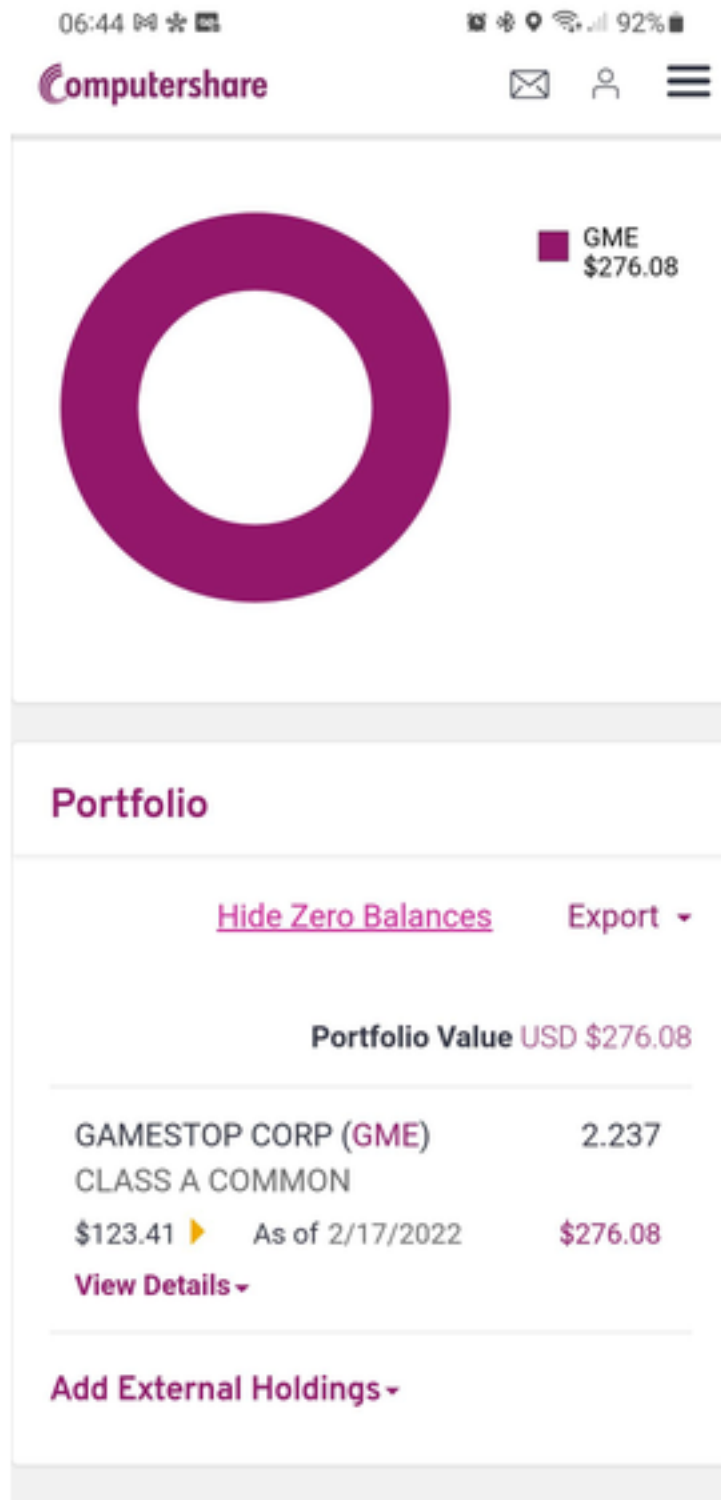 06:44 92%
Computershare
GME
$276.08
Portfolio
Hide Zero Balances Export
Portfolio Value USD $276.08
GAMESTOP CORP (GME) 2.237
CLASS A COMMON
$123.41 As of 2/17/2022 $276.08
View Details
Add External Holdings